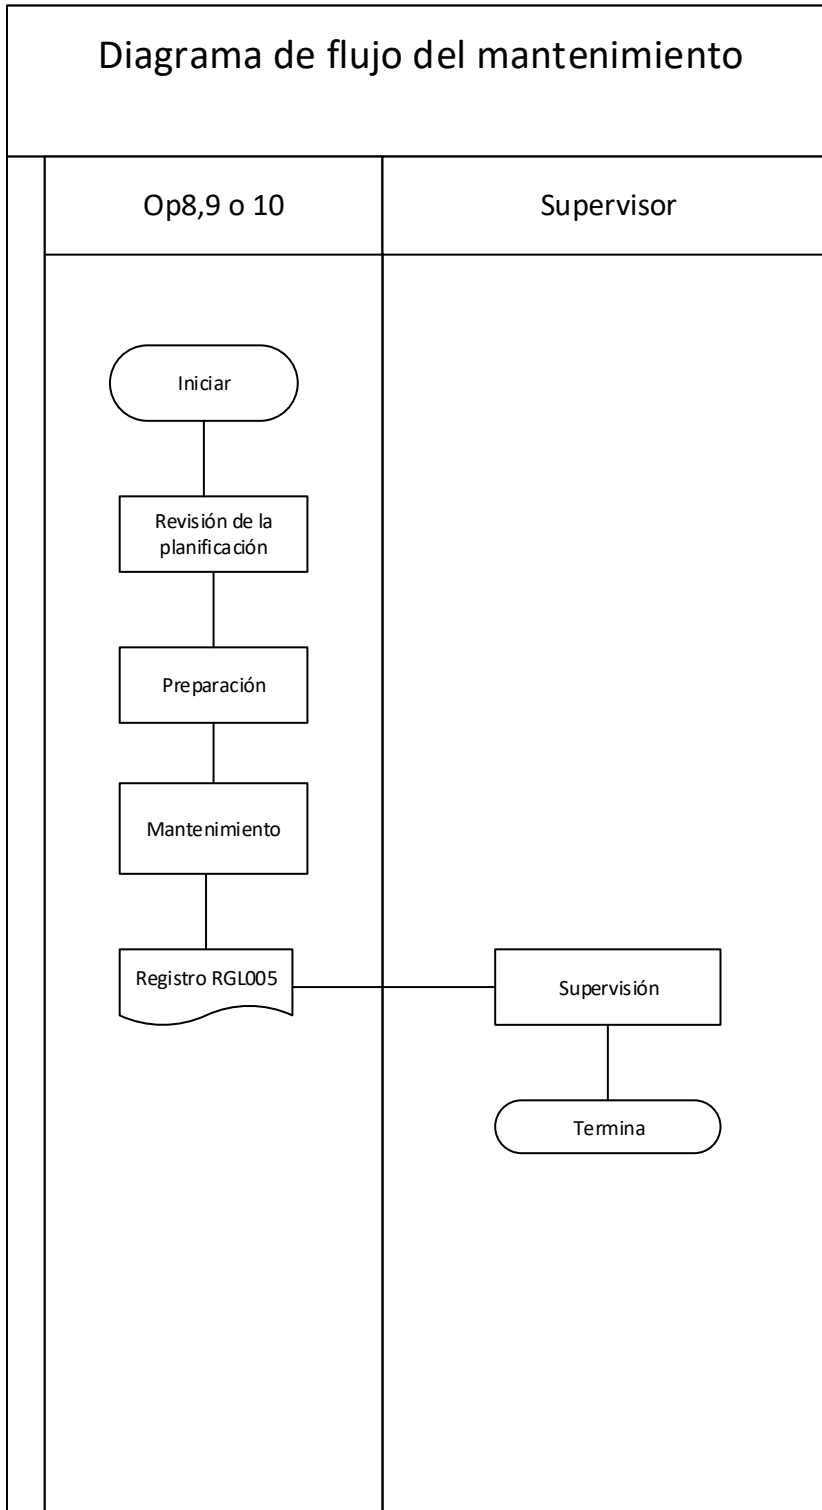 Diagrama de flujo del mantenimiento
Op8,9 o 10
Supervisor
Iniciar
Revisión de la
planificación
Preparación
Mantenimiento
Registro RGL005
Supervisión
Termina